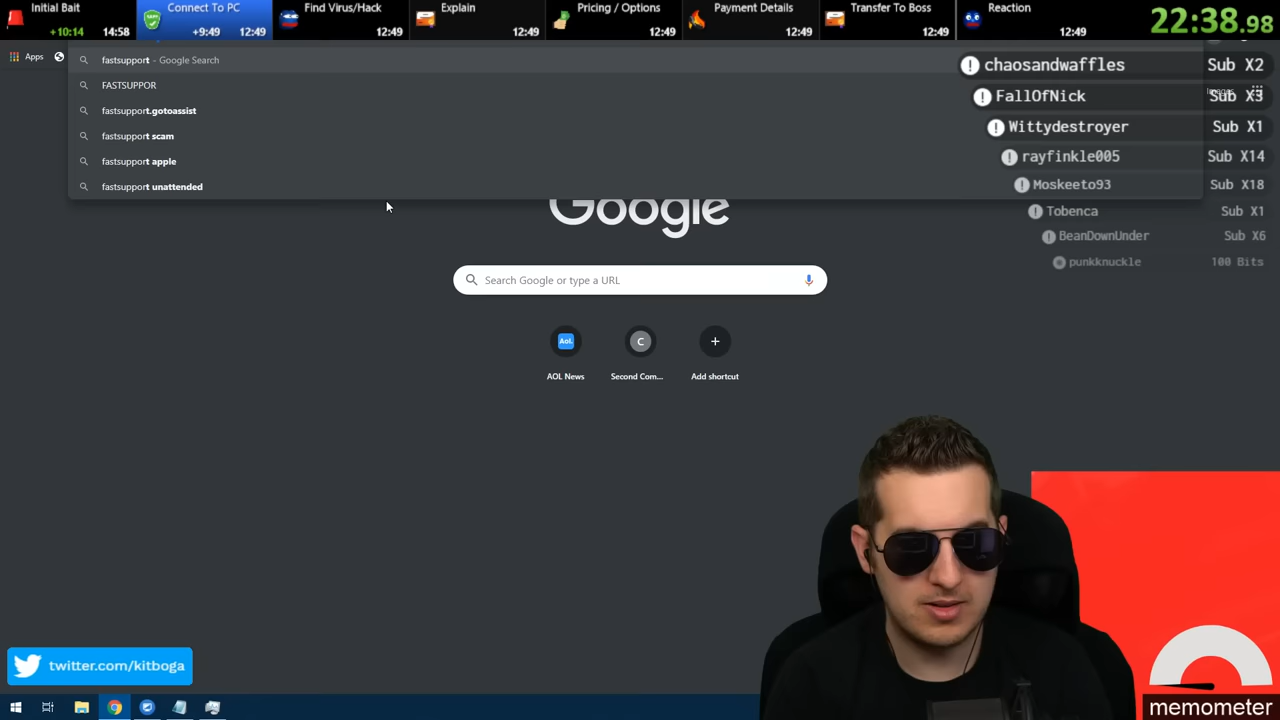 Initial Bait
+10:14 14:58
Connect To PC
+9:49 12:49
Find Virus/Hack
12:49
Explain
12:49
Pricing / Options
12:49
Payment Details
12:49
Transfer To Boss
12:49
Reaction
12:49
22:38.98
Apps
fastsupport - Google Search
FASTSUPPOR
fastsupport.gotoassist
fastsupport scam
fastsupport apple
fastsupport unattended
chaosandwaffles Sub X2
FallOfNick Sub X3
Wittydestroyer Sub X1
rayfinkle005 Sub X14
Moskeeto93 Sub X18
Tobenca Sub X1
BeanDownUnder Sub X6
punkknuckle 100 Bits
Google
Search Google or type a URL
Aol.
C
AOL News
Second Com...
Add shortcut
twitter.com/kitboga
memometer